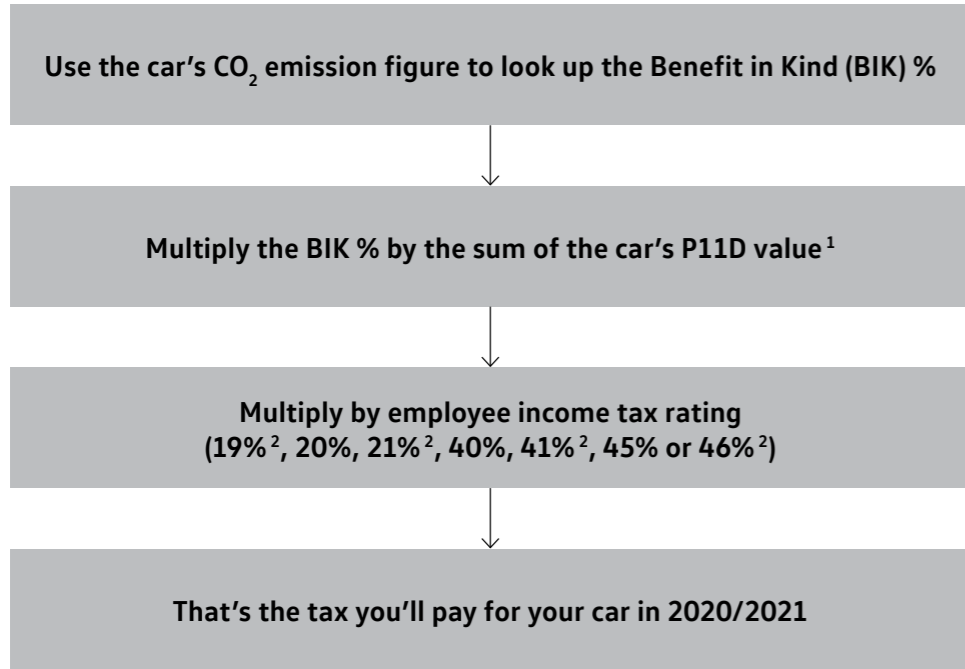 Use the car's CO₂ emission figure to look up the Benefit in Kind (BIK) %
Multiply the BIK % by the sum of the car's P11D value ¹
Multiply by employee income tax rating
(19% ², 20%, 21% ², 40%, 41% ², 45% or 46% ²)
That's the tax you'll pay for your car in 2020/2021